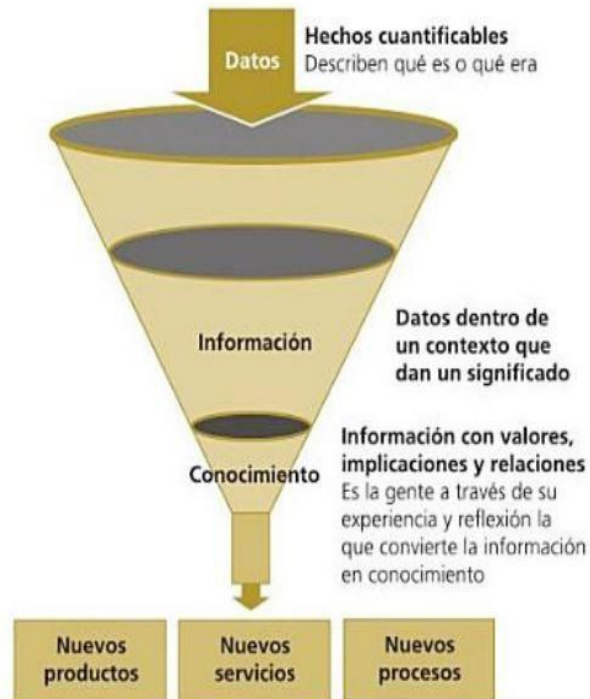 Datos
Hechos cuantificables
Describen qué es o qué era
Información
Datos dentro de
un contexto que
dan un significado
Conocimiento
Información con valores,
implicaciones y relaciones
Es la gente a través de su
experiencia y reflexión la
que convierte la información
en conocimiento
Nuevos
productos
Nuevos
servicios
Nuevos
procesos